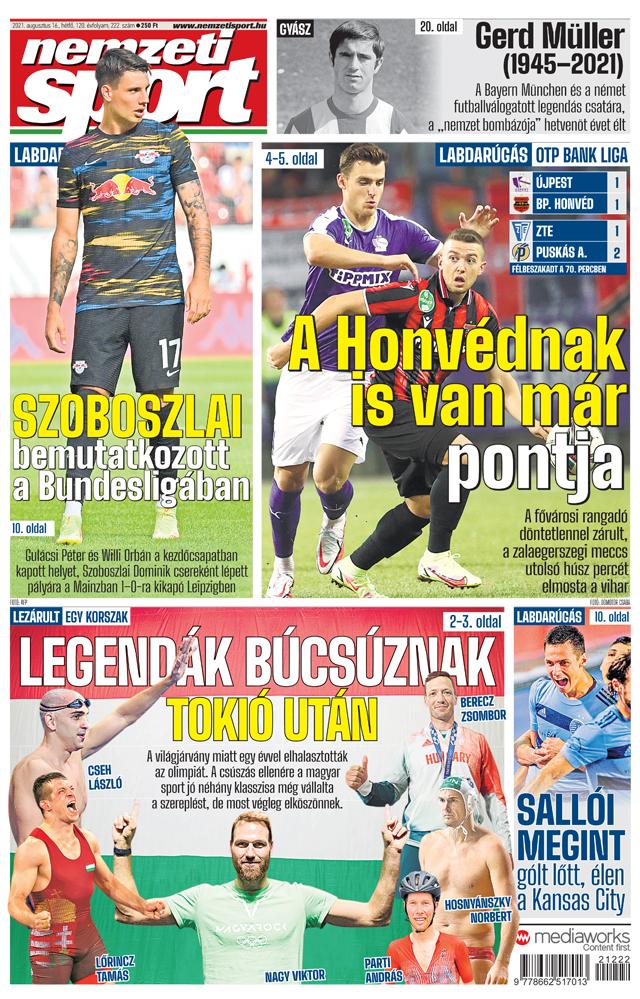 2021. augusztus 16., hétfő, 120. évfolyam, 222. szám ● 250 Ft
www.nemzetisport.hu
nemzeti
sport
GYÁSZ
20. oldal
Gerd Müller
(1945–2021)
A Bayern München és a német
futballválogatott legendás csatára,
a „nemzet bombázója” hetvenöt évet élt
LABDAR
17
SZOBOSZLAI
bemutatkozott
a Bundesligában
10. oldal
Gulácsi Péter és Willi Orbán a kezdőcsapatban
kapott helyet, Szoboszlai Dominik csereként lépett
pályára a Mainzban 1–0-ra kikapó Leipzigben
FOTÓ: AFP
4–5. oldal
LABDARÚGÁS OTP BANK LIGA
ÚJPEST 1
BP. HONVÉD 1
ZTE 1
PUSKÁS A. 2
FÉLBESZAKADT A 70. PERCBEN
TIPPMIX
A Honvédnak
is van már
pontja
A fővárosi rangadó
döntetlennel zárult,
a zalaegerszegi meccs
utolsó húsz percét
elmosta a vihar
FOTÓ: DÖMÖTÖR CSABA
LEZÁRULT EGY KORSZAK
2–3. oldal
LEGENDÁK BÚCSÚZNAK
TOKIÓ UTÁN
A világjárvány miatt egy évvel elhalasztották
az olimpiát. A csúszás ellenére a magyar
sport jó néhány klasszisa még vállalta
a szereplést, de most végleg elköszönnek.
CSEH
LÁSZLÓ
BERECZ
ZSOMBOR
HUNGARY
HOSNYÁNSZKY
NORBERT
MAGYAROCK
LŐRINCZ
TAMÁS
NAGY VIKTOR
PARTI
ANDRÁS
LABDARÚGÁS 10. oldal
SALLÓI
MEGINT
gólt lőtt, élen
a Kansas City
mediaworks
Content first.
21222
9 778662 517013